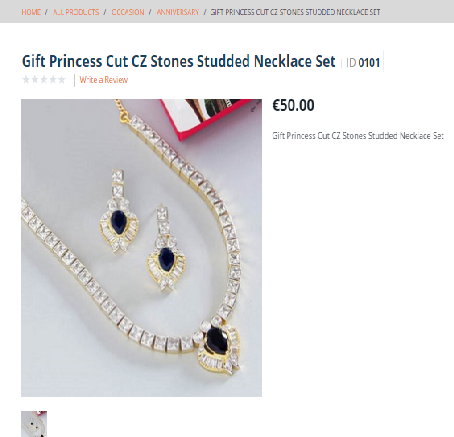 HOME / ALL PRODUCTS / OCCASION / ANNIVERSARY / GIFT PRINCESS CUT CZ STONES STUDDED NECKLACE SET
Gift Princess Cut CZ Stones Studded Necklace Set | ID 0101
Write a Review
€50.00
Gift Princess Cut CZ Stones Studded Necklace Set